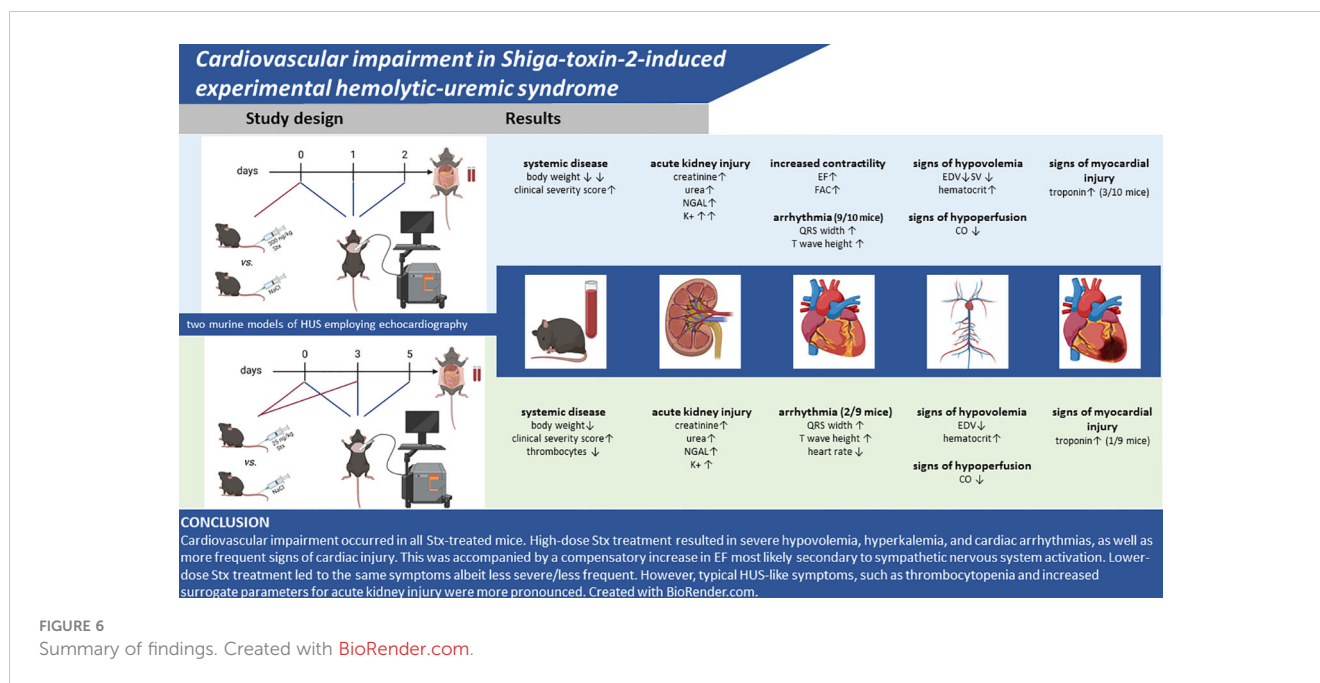 Cardiovascular impairment in Shiga-toxin-2-induced
experimental hemolytic-uremic syndrome
Study design
Results
0
1
2
days
300 ng/kg
Stx
vs.
NaCl
systemic disease
body weight ↓ ↓
clinical severity score↑
acute kidney injury
creatinine↑
urea↑
NGAL↑
K+ ↑↑
increased contractility
EF↑
FAC↑
arrhythmia (9/10 mice)
QRS width ↑
T wave height ↑
signs of hypovolemia
EDV↓SV ↓
hematocrit↑
signs of hypoperfusion
CO ↓
signs of myocardial
injury
troponin↑ (3/10 mice)
two murine models of HUS employing echocardiography
0
3
5
days
25 ng/kg
Stx
vs.
NaCl
systemic disease
body weight↓
clinical severity score↑
thrombocytes ↓
acute kidney injury
creatinine↑
urea↑
NGAL↑
K+ ↑
arrhythmia (2/9 mice)
QRS width ↑
T wave height ↑
heart rate ↓
signs of hypovolemia
EDV↓
hematocrit↑
signs of hypoperfusion
CO ↓
signs of myocardial
injury
troponin↑ (1/9 mice)
CONCLUSION
Cardiovascular impairment occurred in all Stx-treated mice. High-dose Stx treatment resulted in severe hypovolemia, hyperkalemia, and cardiac arrhythmias, as well as
more frequent signs of cardiac injury. This was accompanied by a compensatory increase in EF most likely secondary to sympathetic nervous system activation. Lower-
dose Stx treatment led to the same symptoms albeit less severe/less frequent. However, typical HUS-like symptoms, such as thrombocytopenia and increased
surrogate parameters for acute kidney injury were more pronounced. Created with BioRender.com.
FIGURE 6
Summary of findings. Created with BioRender.com.